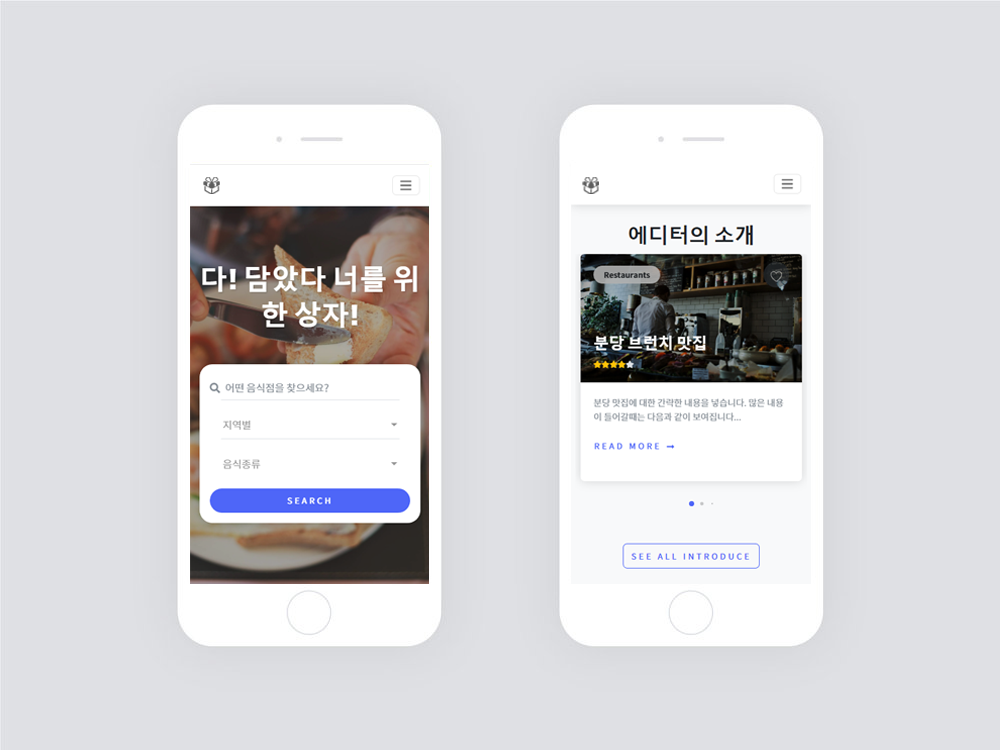 다! 담았다 너를 위
한 상자!
어떤 음식점을 찾으세요?
지역별
음식종류
SEARCH
에디터의 소개
Restaurants
분당 브런치 맛집
분당 맛집에 대한 간략한 내용을 넣습니다. 많은 내용
이 들어갈때는 다음과 같이 보여집니다...
READ MORE →
SEE ALL INTRODUCE